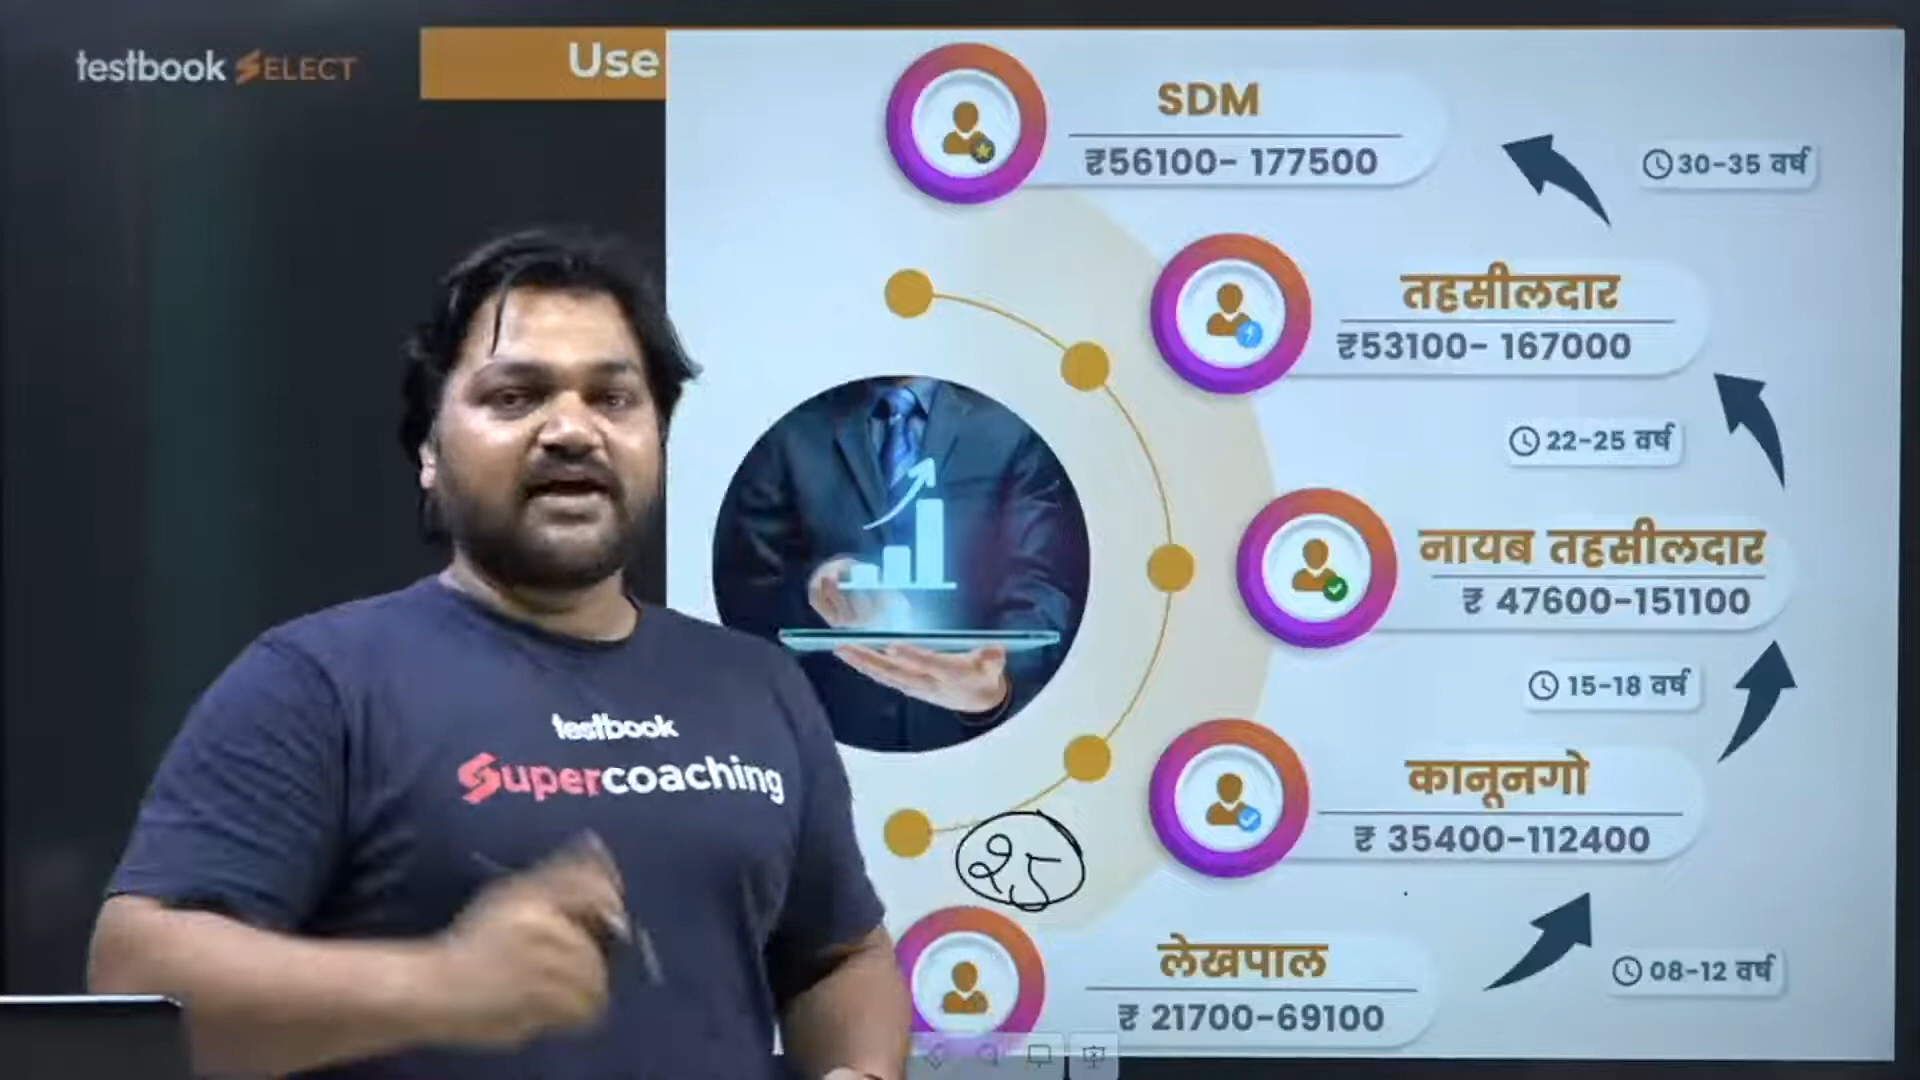 testbook SELECT
Use
SDM
₹56100- 177500
30-35 वर्ष
तहसीलदार
₹53100- 167000
22-25 वर्ष
नायब तहसीलदार
₹ 47600-151100
15-18 वर्ष
कानूनगो
₹ 35400-112400
25
लेखपाल
₹ 21700-69100
08-12 वर्ष
testbook
Supercoaching